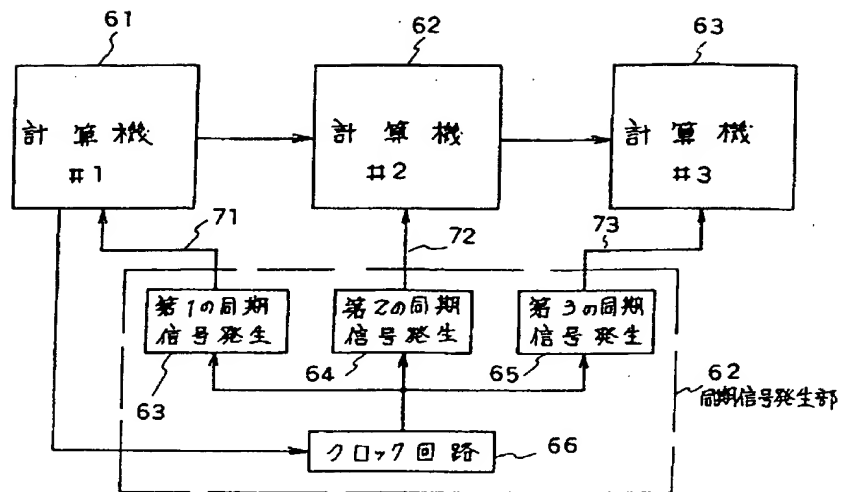 61
62
63
計算機
#1
計算機
#2
計算機
#3
71
72
73
第1の同期
信号発生
第2の同期
信号発生
第3の同期
信号発生
63
64
65
62
同期信号発生部
クロック回路
66